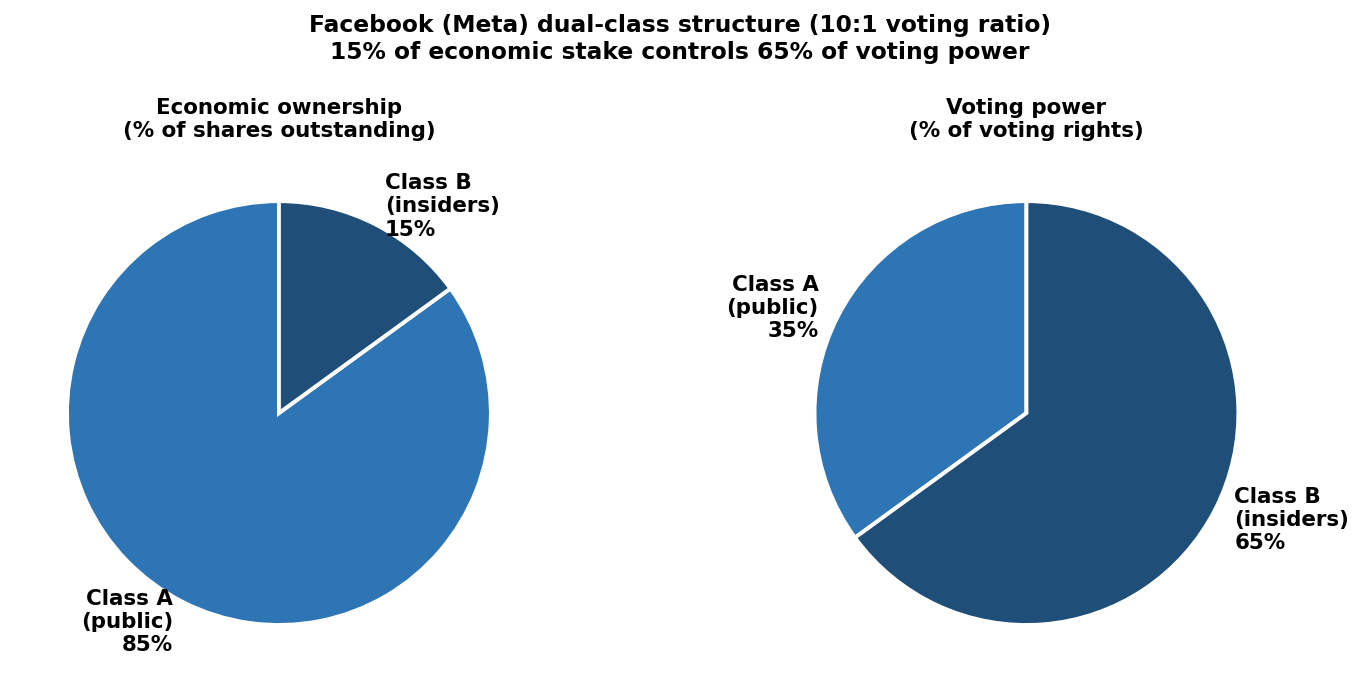 Facebook (Meta) dual-class structure (10:1 voting ratio)
15% of economic stake controls 65% of voting power
Economic ownership
(% of shares outstanding)
Class B
(insiders)
15%
Class A
(public)
85%
Voting power
(% of voting rights)
Class A
(public)
35%
Class B
(insiders)
65%